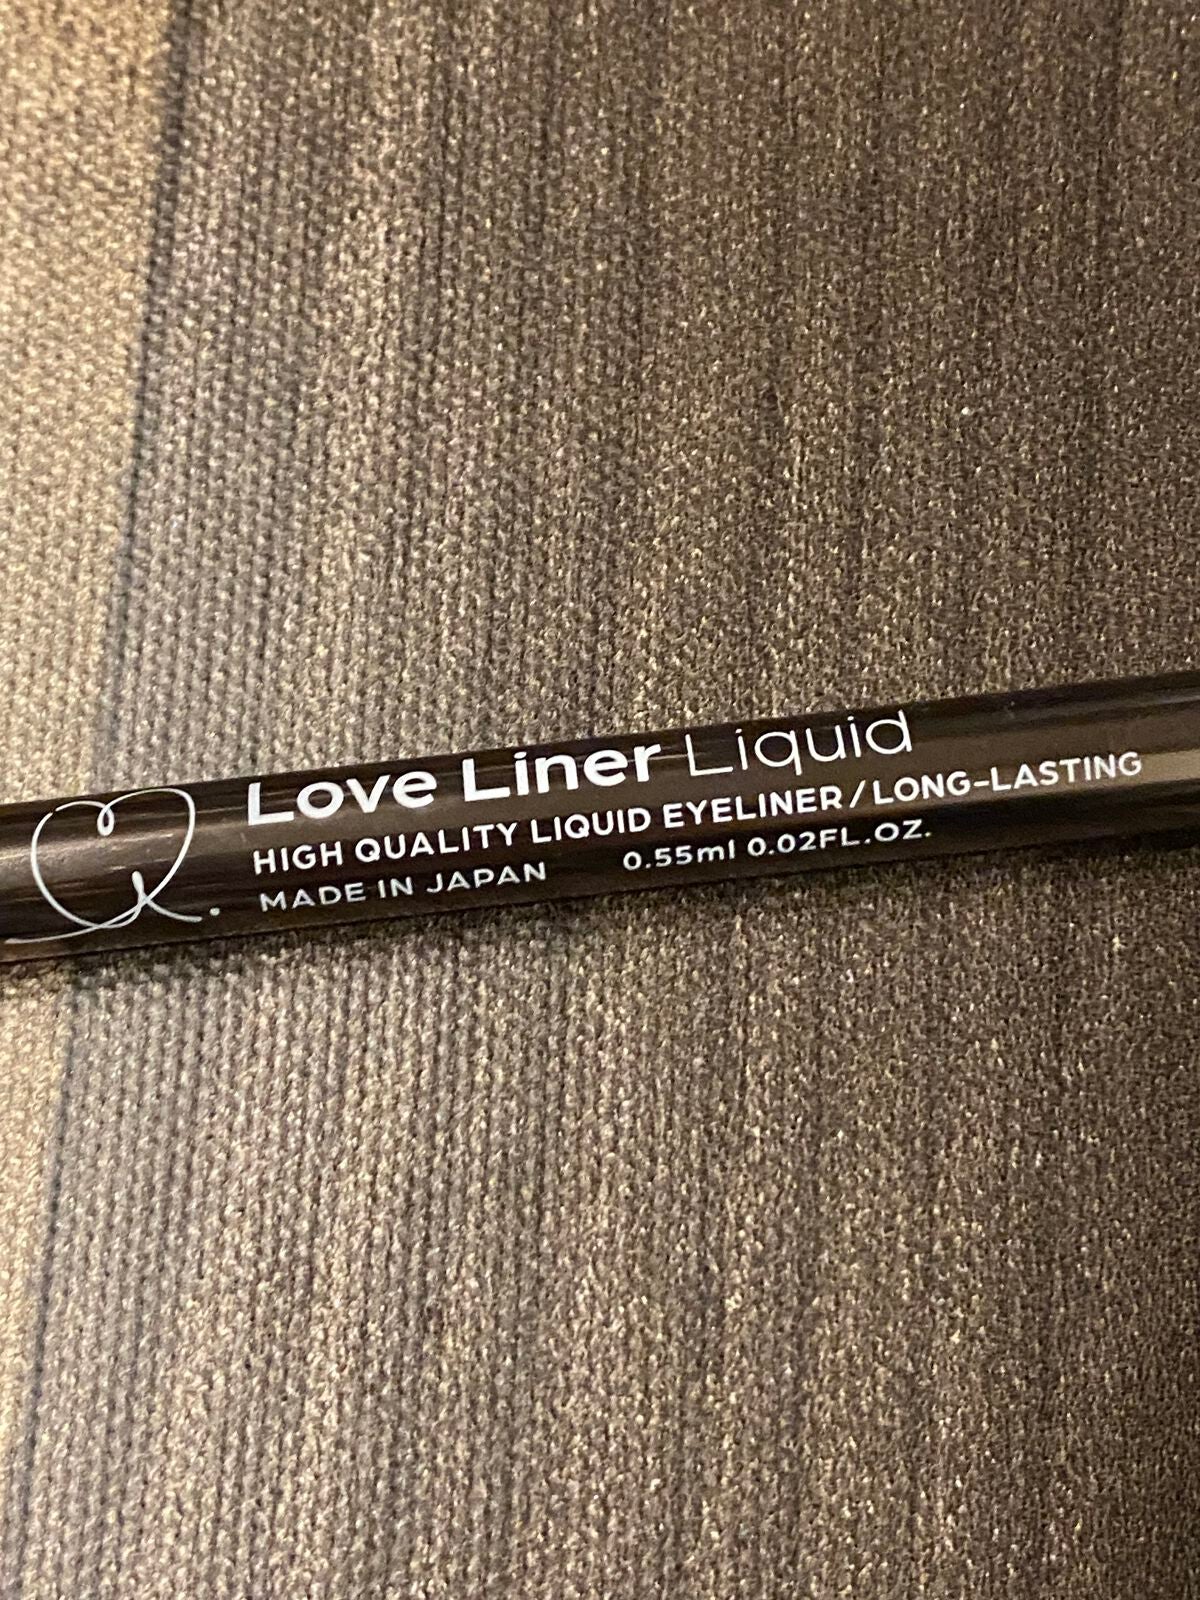 Love Liner Liquid
HIGH QUALITY LIQUID EYELINER/LONG-LASTING
MADE IN JAPAN 0.55ml 0.02FL.OZ.